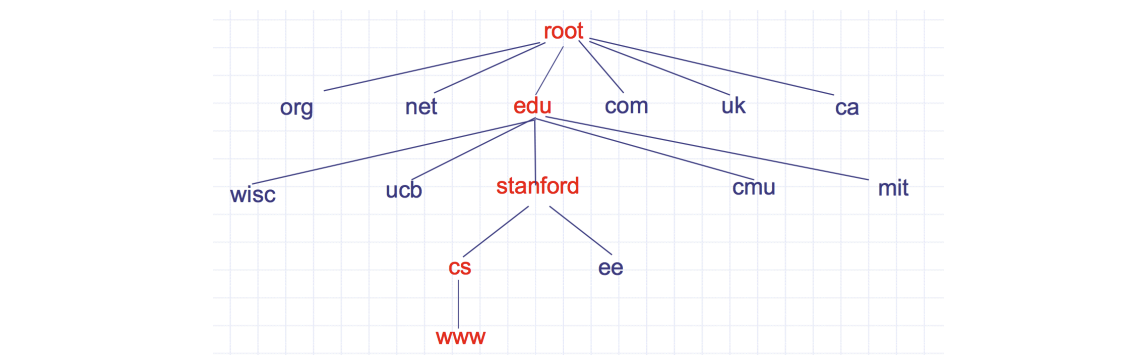 root
org net edu com uk ca
wisc ucb stanford cmu mit
cs ee
www